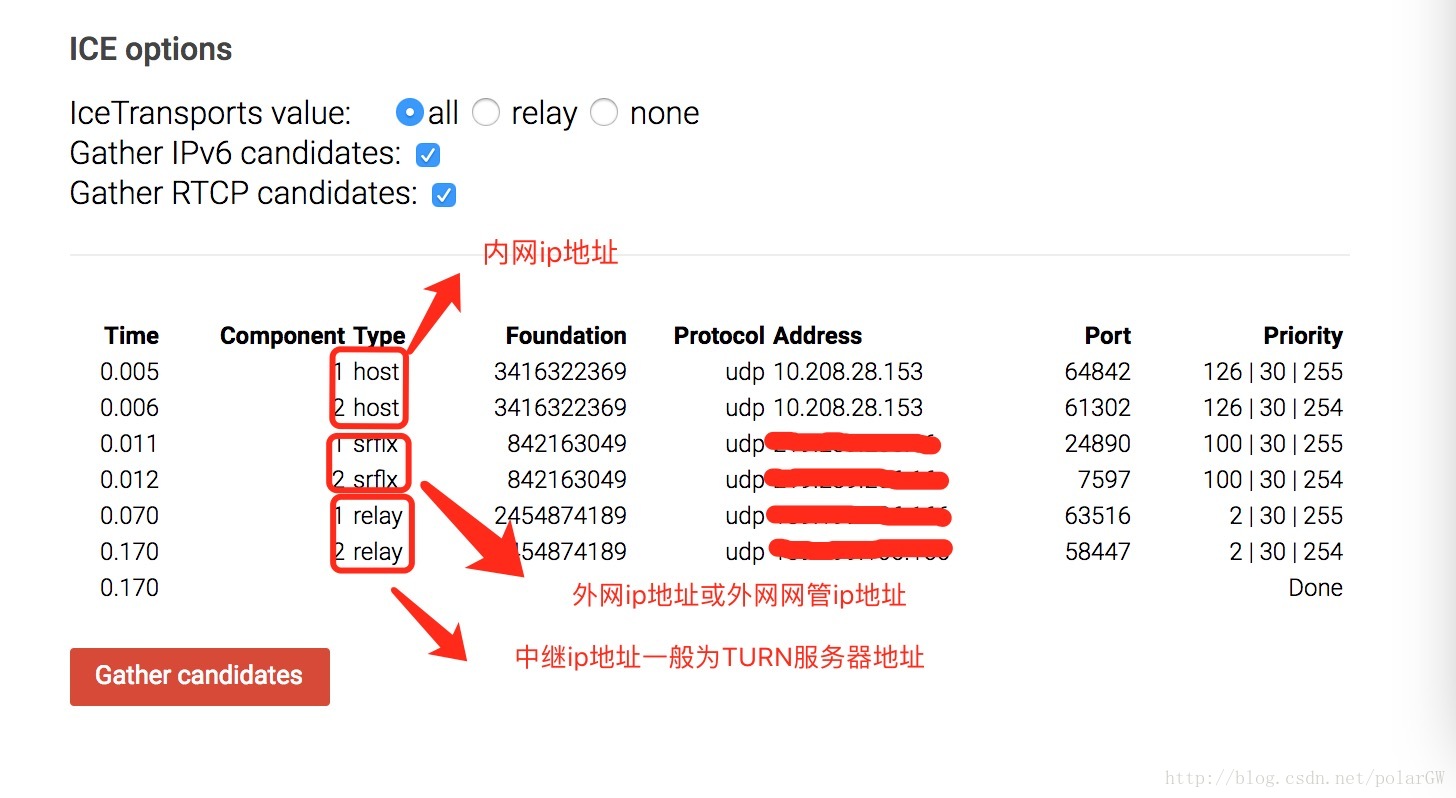 ICE options
IceTransports value: all relay none
Gather IPv6 candidates:
Gather RTCP candidates:
内网ip地址
Time Component Type Foundation Protocol Address Port Priority
0.005 1 host 3416322369 udp 10.208.28.153 64842 126 | 30 | 255
0.006 2 host 3416322369 udp 10.208.28.153 61302 126 | 30 | 254
0.011 1 srflx 842163049 udp 24890 100 | 30 | 255
0.012 2 srflx 842163049 udp 7597 100 | 30 | 254
0.070 1 relay 2454874189 udp 63516 2 | 30 | 255
0.170 2 relay 454874189 udp 58447 2 | 30 | 254
0.170 Done
外网ip地址或外网网管ip地址
中继ip地址一般为TURN服务器地址
Gather candidates
http://blog.csdn.net/polarGW